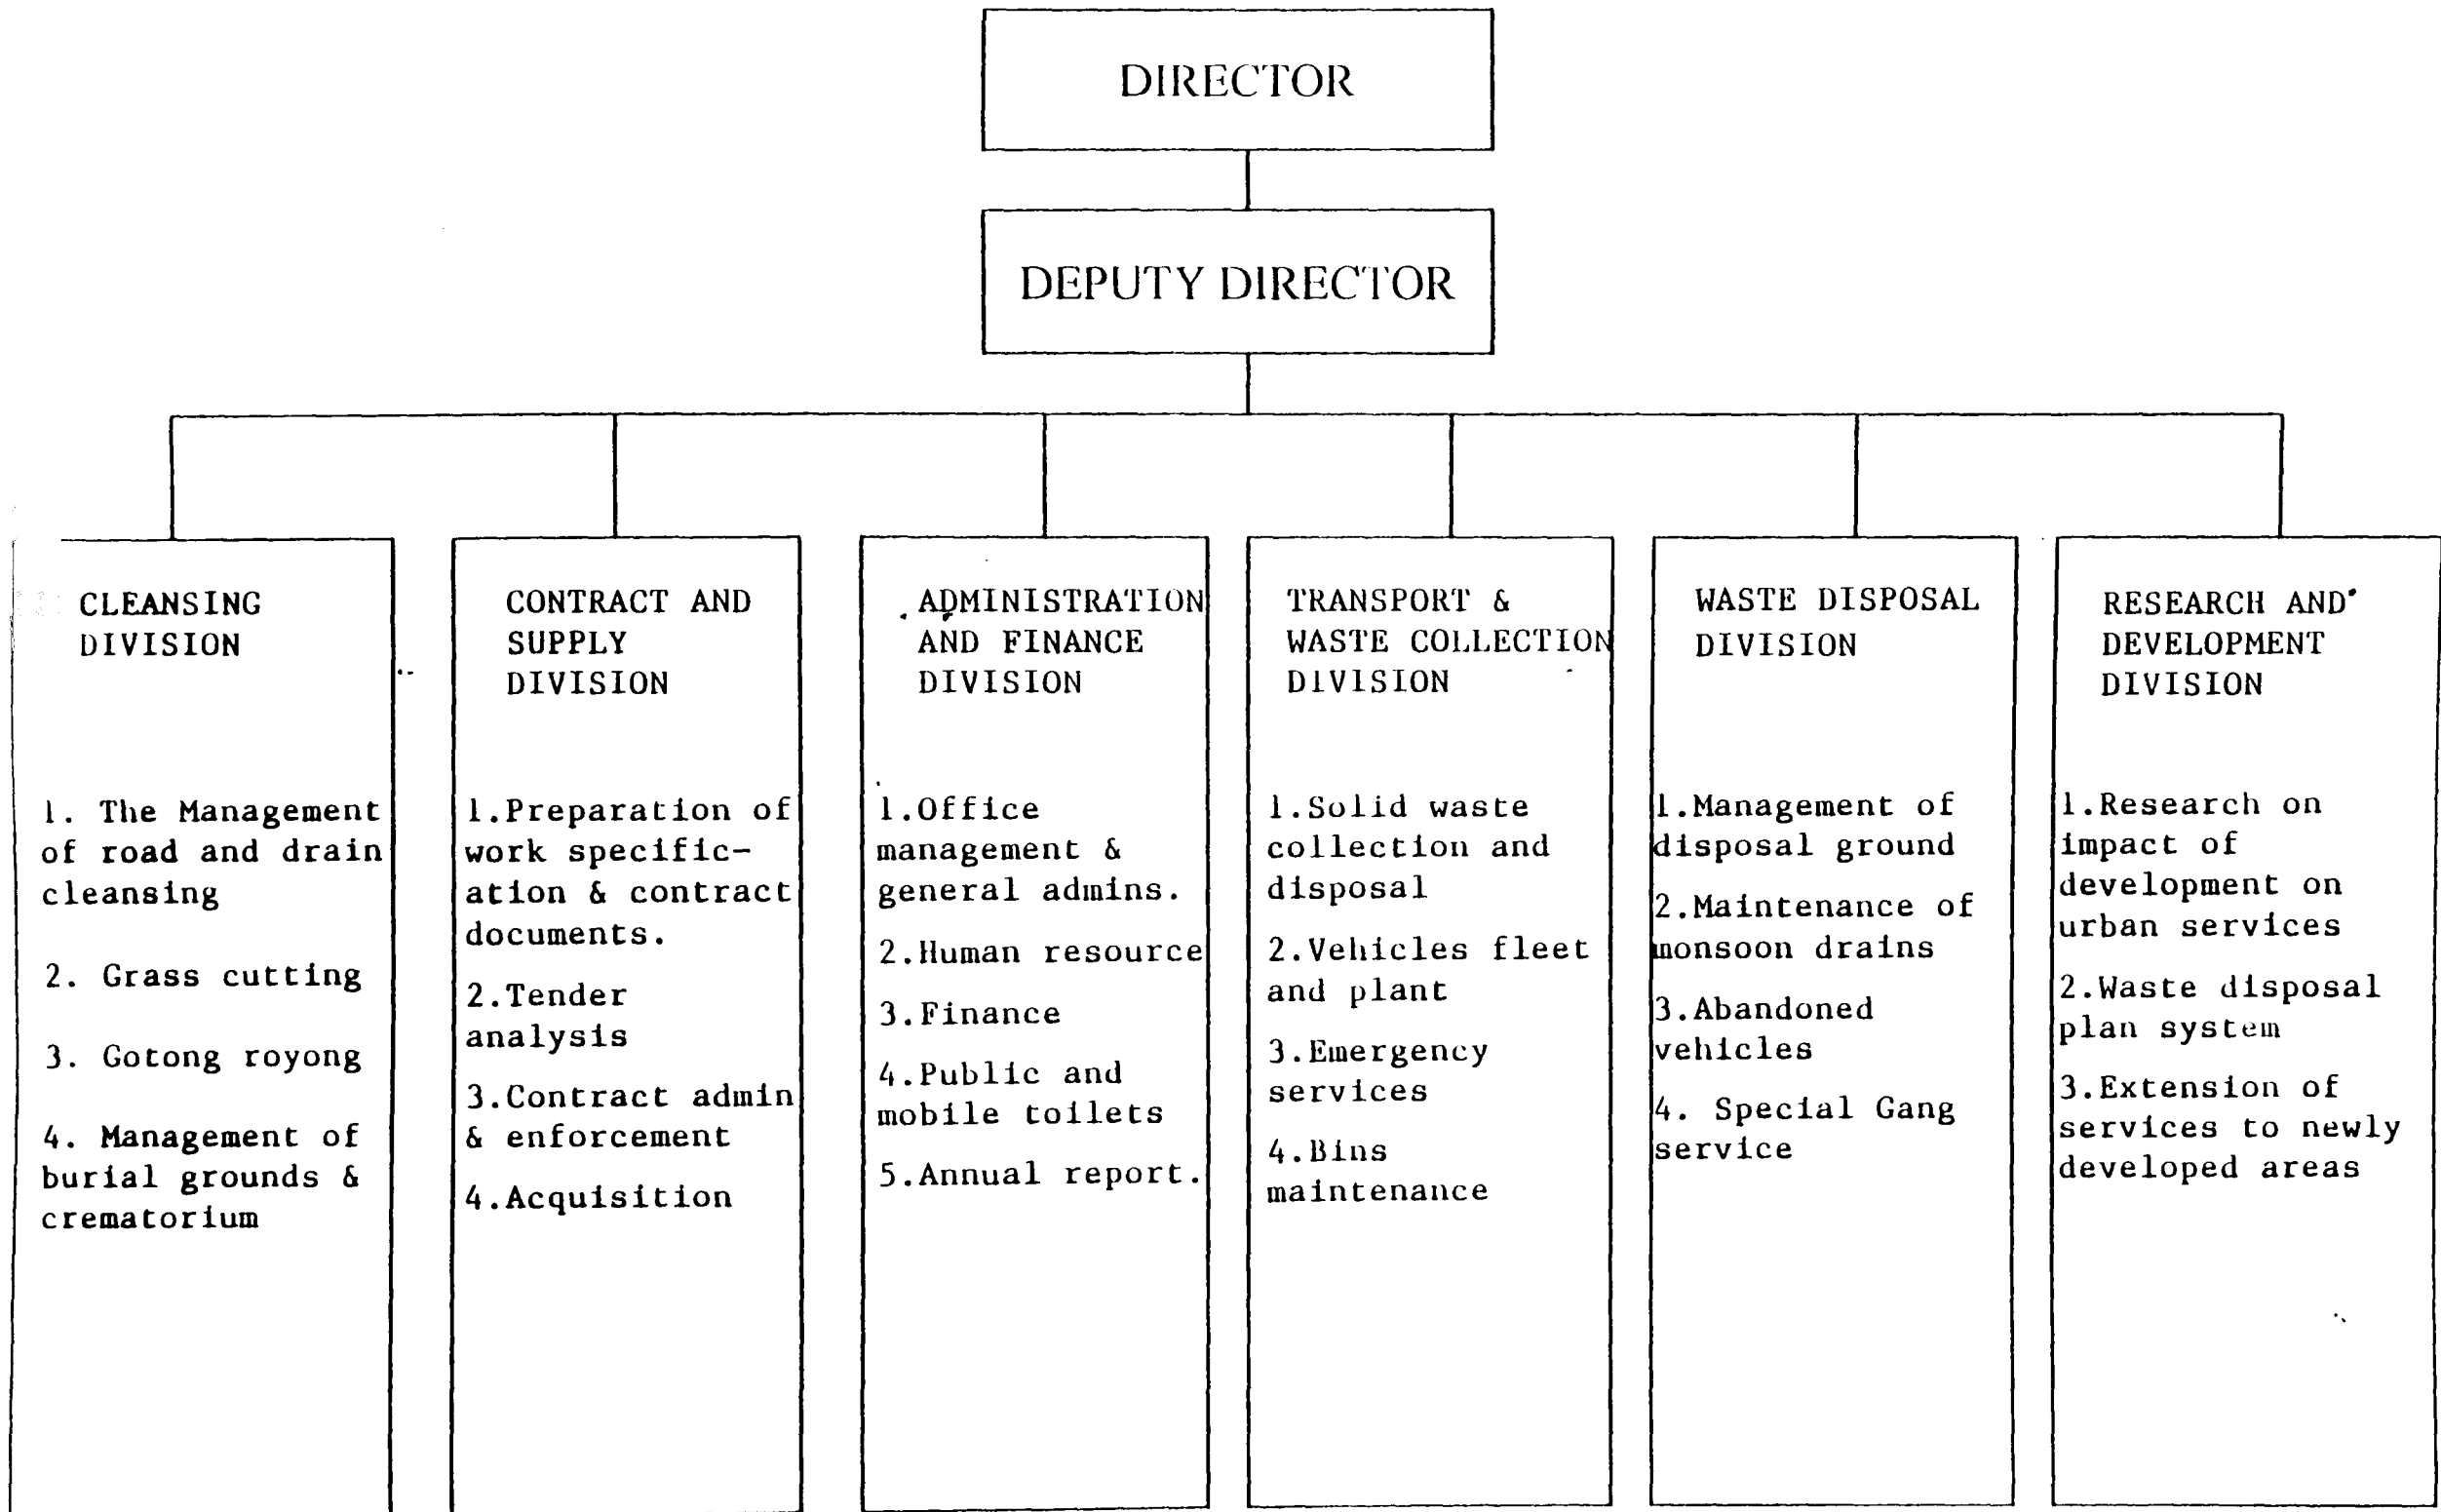 DIRECTOR
DEPUTY DIRECTOR
CLEANSING
DIVISION
1. The Management
of road and drain
cleansing
2. Grass cutting
3. Gotong royong
4. Management of
burial grounds &
crematorium
CONTRACT AND
SUPPLY
DIVISION
1.Preparation of
work specific-
ation & contract
documents.
2.Tender
analysis
3.Contract admin
& enforcement
4.Acquisition
ADMINISTRATION
AND FINANCE
DIVISION
1.Office
management &
general admins.
2.Human resource
3.Finance
4.Public and
mobile toilets
5.Annual report.
TRANSPORT &
WASTE COLLECTION
DIVISION
1.Solid waste
collection and
disposal
2.Vehicles fleet
and plant
3.Emergency
services
4.Bins
maintenance
WASTE DISPOSAL
DIVISION
1.Management of
disposal ground
2.Maintenance of
monsoon drains
3.Abandoned
vehicles
4. Special Gang
service
RESEARCH AND
DEVELOPMENT
DIVISION
1.Research on
impact of
development on
urban services
2.Waste disposal
plan system
3.Extension of
services to newly
developed areas